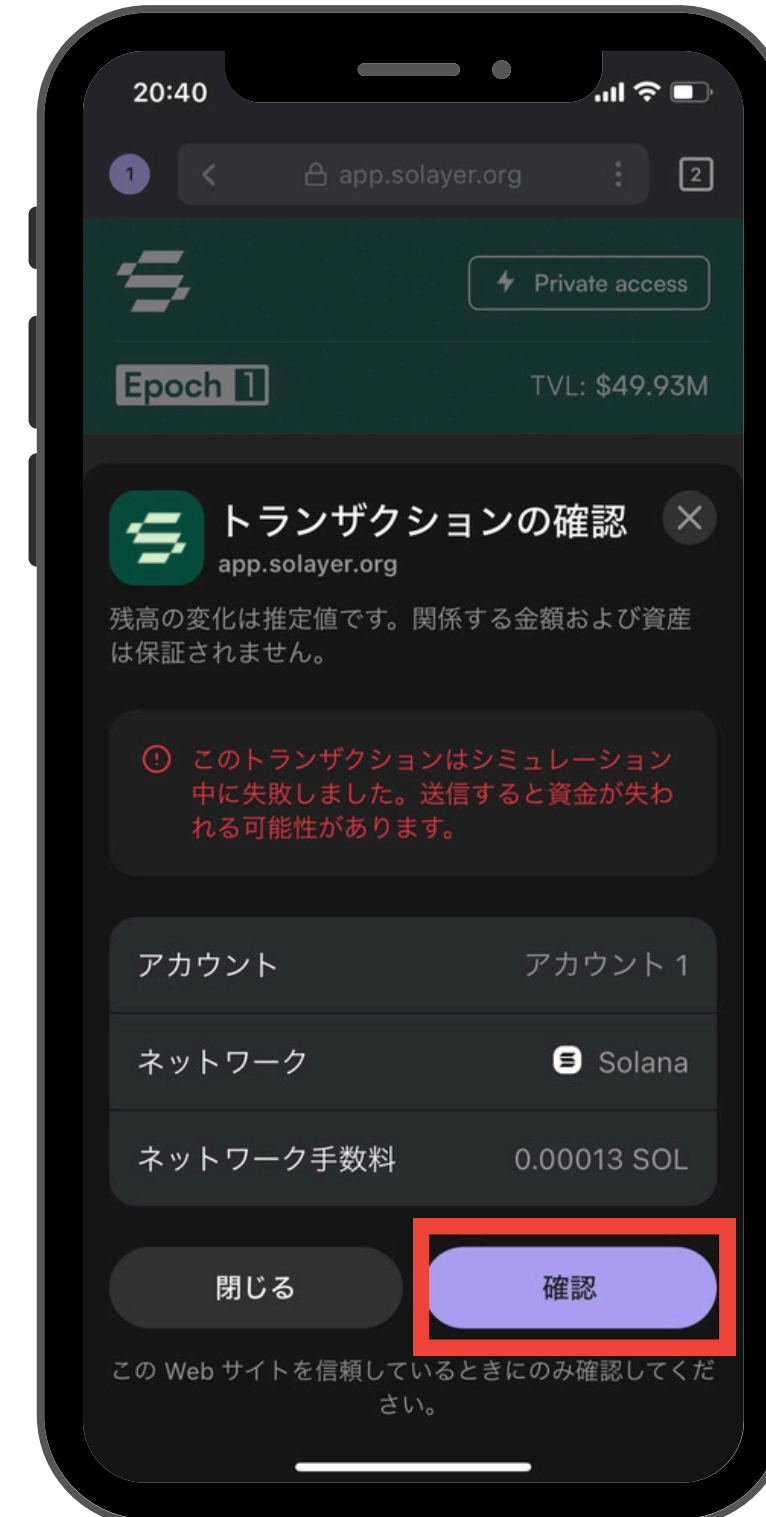 20:40
1
app.solayer.org
2
Private access
Epoch 1
TVL: $49.93M
トランザクションの確認
app.solayer.org
残高の変化は推定値です。関係する金額および資産
は保証されません。
このトランザクションはシミュレーション
中に失敗しました。送信すると資金が失わ
れる可能性があります。
アカウント
アカウント 1
ネットワーク
Solana
ネットワーク手数料
0.00013 SOL
閉じる
確認
この Web サイトを信頼しているときにのみ確認してくだ
さい。